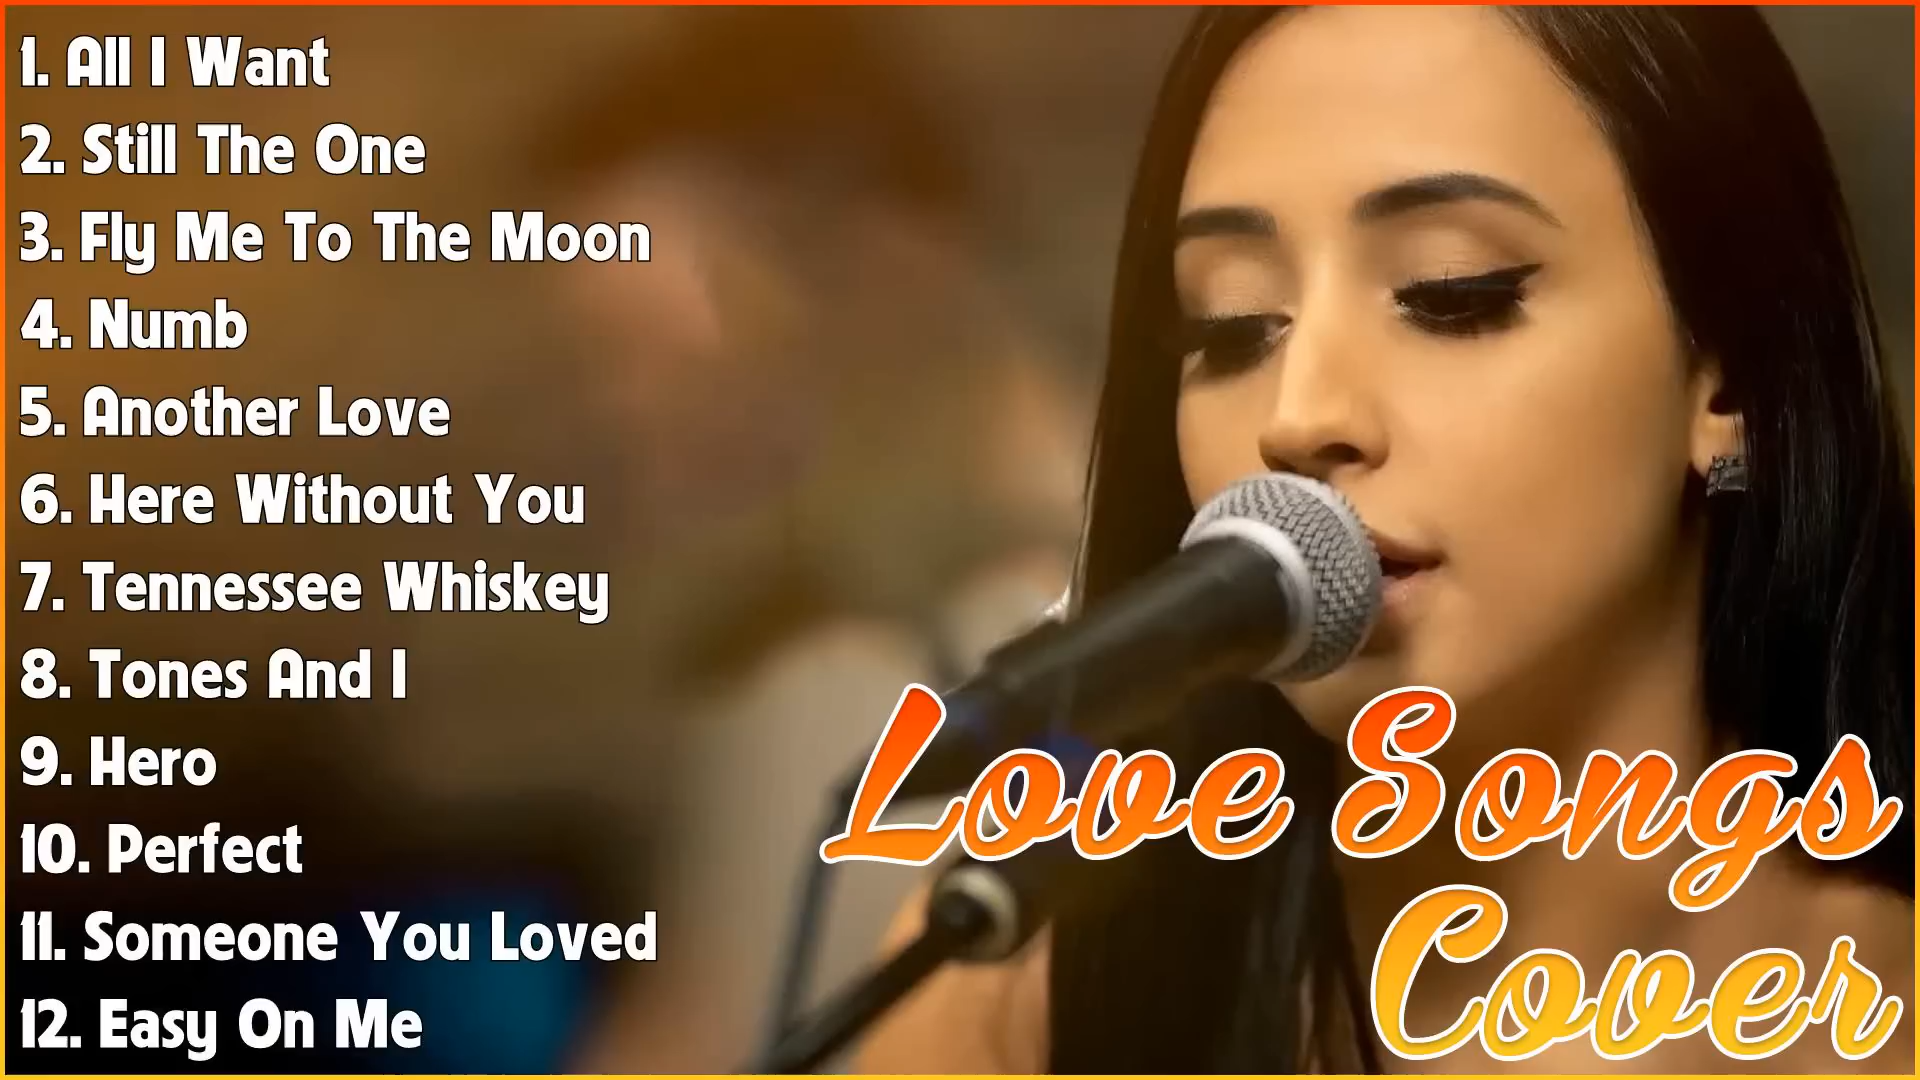 1. All I Want
2. Still The One
3. Fly Me To The Moon
4. Numb
5. Another Love
6. Here Without You
7. Tennessee Whiskey
8. Tones And I
9. Hero
10. Perfect
11. Someone You Loved
12. Easy On Me
Love Songs
Cover